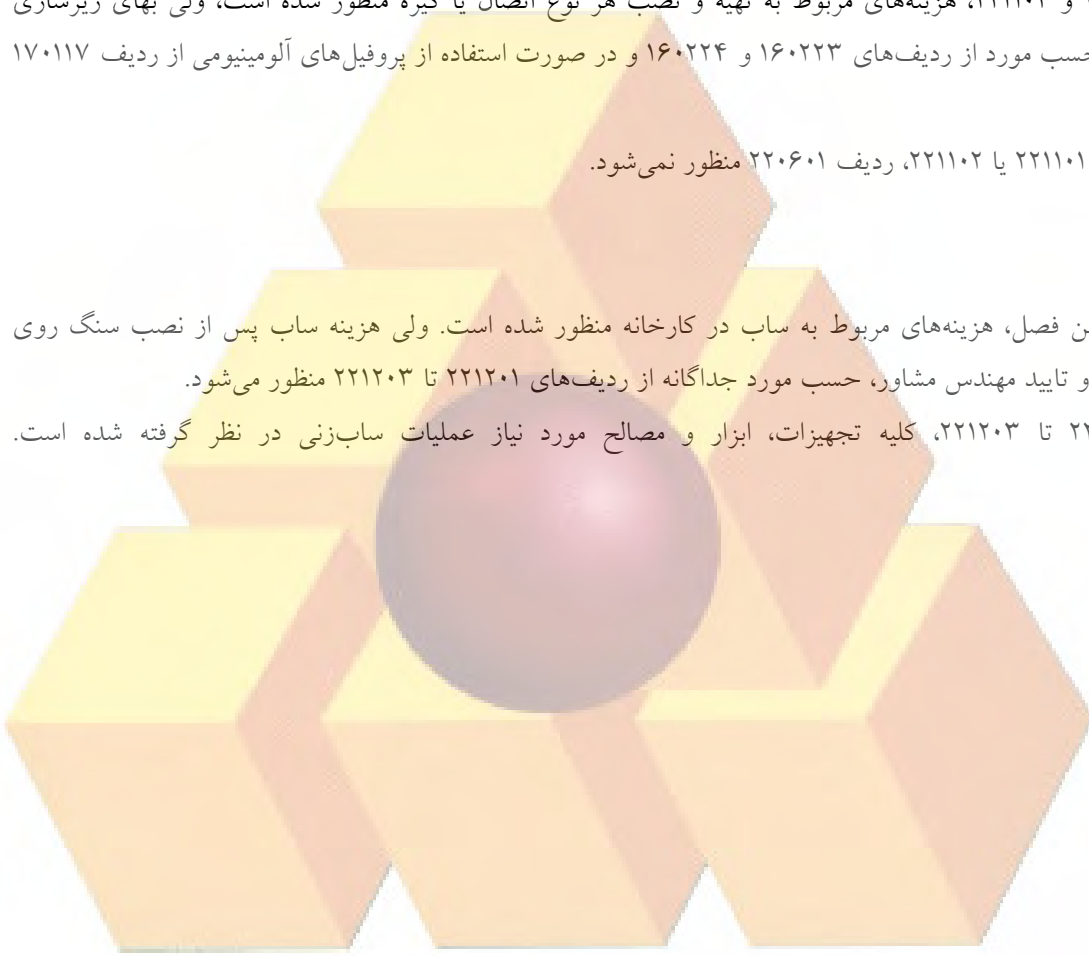 و ۲۲۱۱۰۲، هزینه‌های مربوط به تهیه و نصب هر نوع اتصال یا گیره منظور شده است، ولی بهای زیرسازی
حسب مورد از ردیف‌های ۱۶۰۲۲۳ و ۱۶۰۲۲۴ و در صورت استفاده از پروفیل‌های آلومینیومی از ردیف ۱۷۰۱۱۷
۲۲۱۱۰۱ یا ۲۲۱۱۰۲، ردیف ۲۲۰۶۰۱ منظور نمی‌شود.
فصل، هزینه‌های مربوط به ساب در کارخانه منظور شده است. ولی هزینه ساب پس از نصب سنگ روی
و تایید مهندس مشاور، حسب مورد جداگانه از ردیف‌های ۲۲۱۲۰۱ تا ۲۲۱۲۰۳ منظور می‌شود.
تا ۲۲۱۲۰۳، کلیه تجهیزات، ابزار و مصالح مورد نیاز عملیات ساب‌زنی در نظر گرفته شده است.